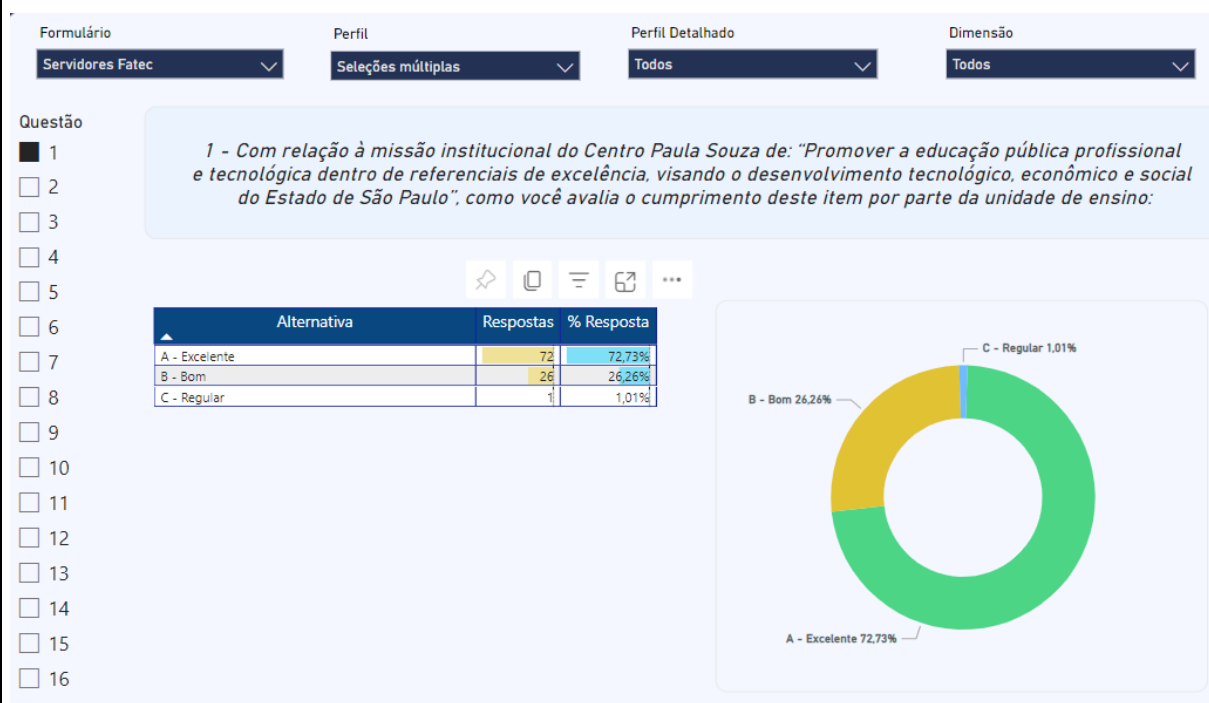 Formulário
Perfil
Perfil Detalhado
Dimensão
Servidores Fatec
Seleções múltiplas
Todos
Todos
Questão
1
2
3
4
5
6
7
8
9
10
11
12
13
14
15
16
1 - Com relação à missão institucional do Centro Paula Souza de: “Promover a educação pública profissional
e tecnológica dentro de referenciais de excelência, visando o desenvolvimento tecnológico, econômico e social
do Estado de São Paulo”, como você avalia o cumprimento deste item por parte da unidade de ensino:
Alternativa Respostas % Resposta
A - Excelente 72 72,73%
B - Bom 26 26,26%
C - Regular 1 1,01%
C - Regular 1,01%
B - Bom 26,26%
A - Excelente 72,73%